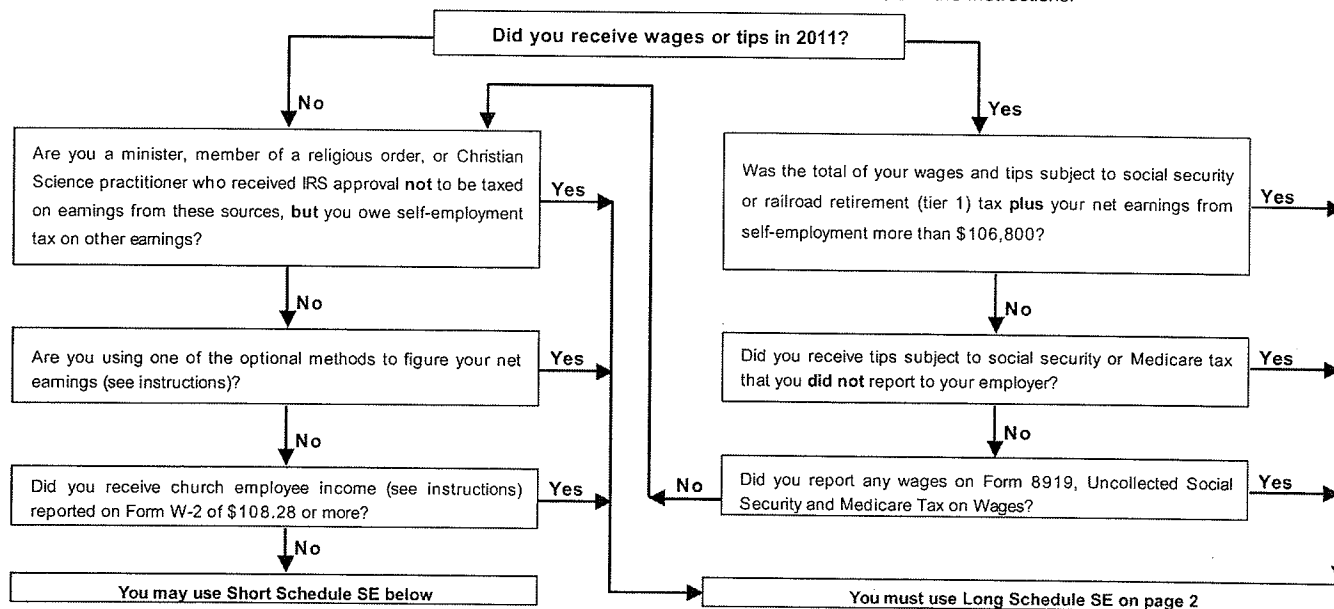 the instructions.
Did you receive wages or tips in 2011?
No
Yes
Are you a minister, member of a religious order, or Christian
Science practitioner who received IRS approval not to be taxed
on earnings from these sources, but you owe self-employment
tax on other earnings?
Yes
Was the total of your wages and tips subject to social security
or railroad retirement (tier 1) tax plus your net earnings from
self-employment more than $106,800?
Yes
No
No
Are you using one of the optional methods to figure your net
earnings (see instructions)?
Yes
Did you receive tips subject to social security or Medicare tax
that you did not report to your employer?
Yes
No
No
Did you receive church employee income (see instructions)
reported on Form W-2 of $108.28 or more?
Yes
No
Did you report any wages on Form 8919, Uncollected Social
Security and Medicare Tax on Wages?
Yes
No
You may use Short Schedule SE below
You must use Long Schedule SE on page 2